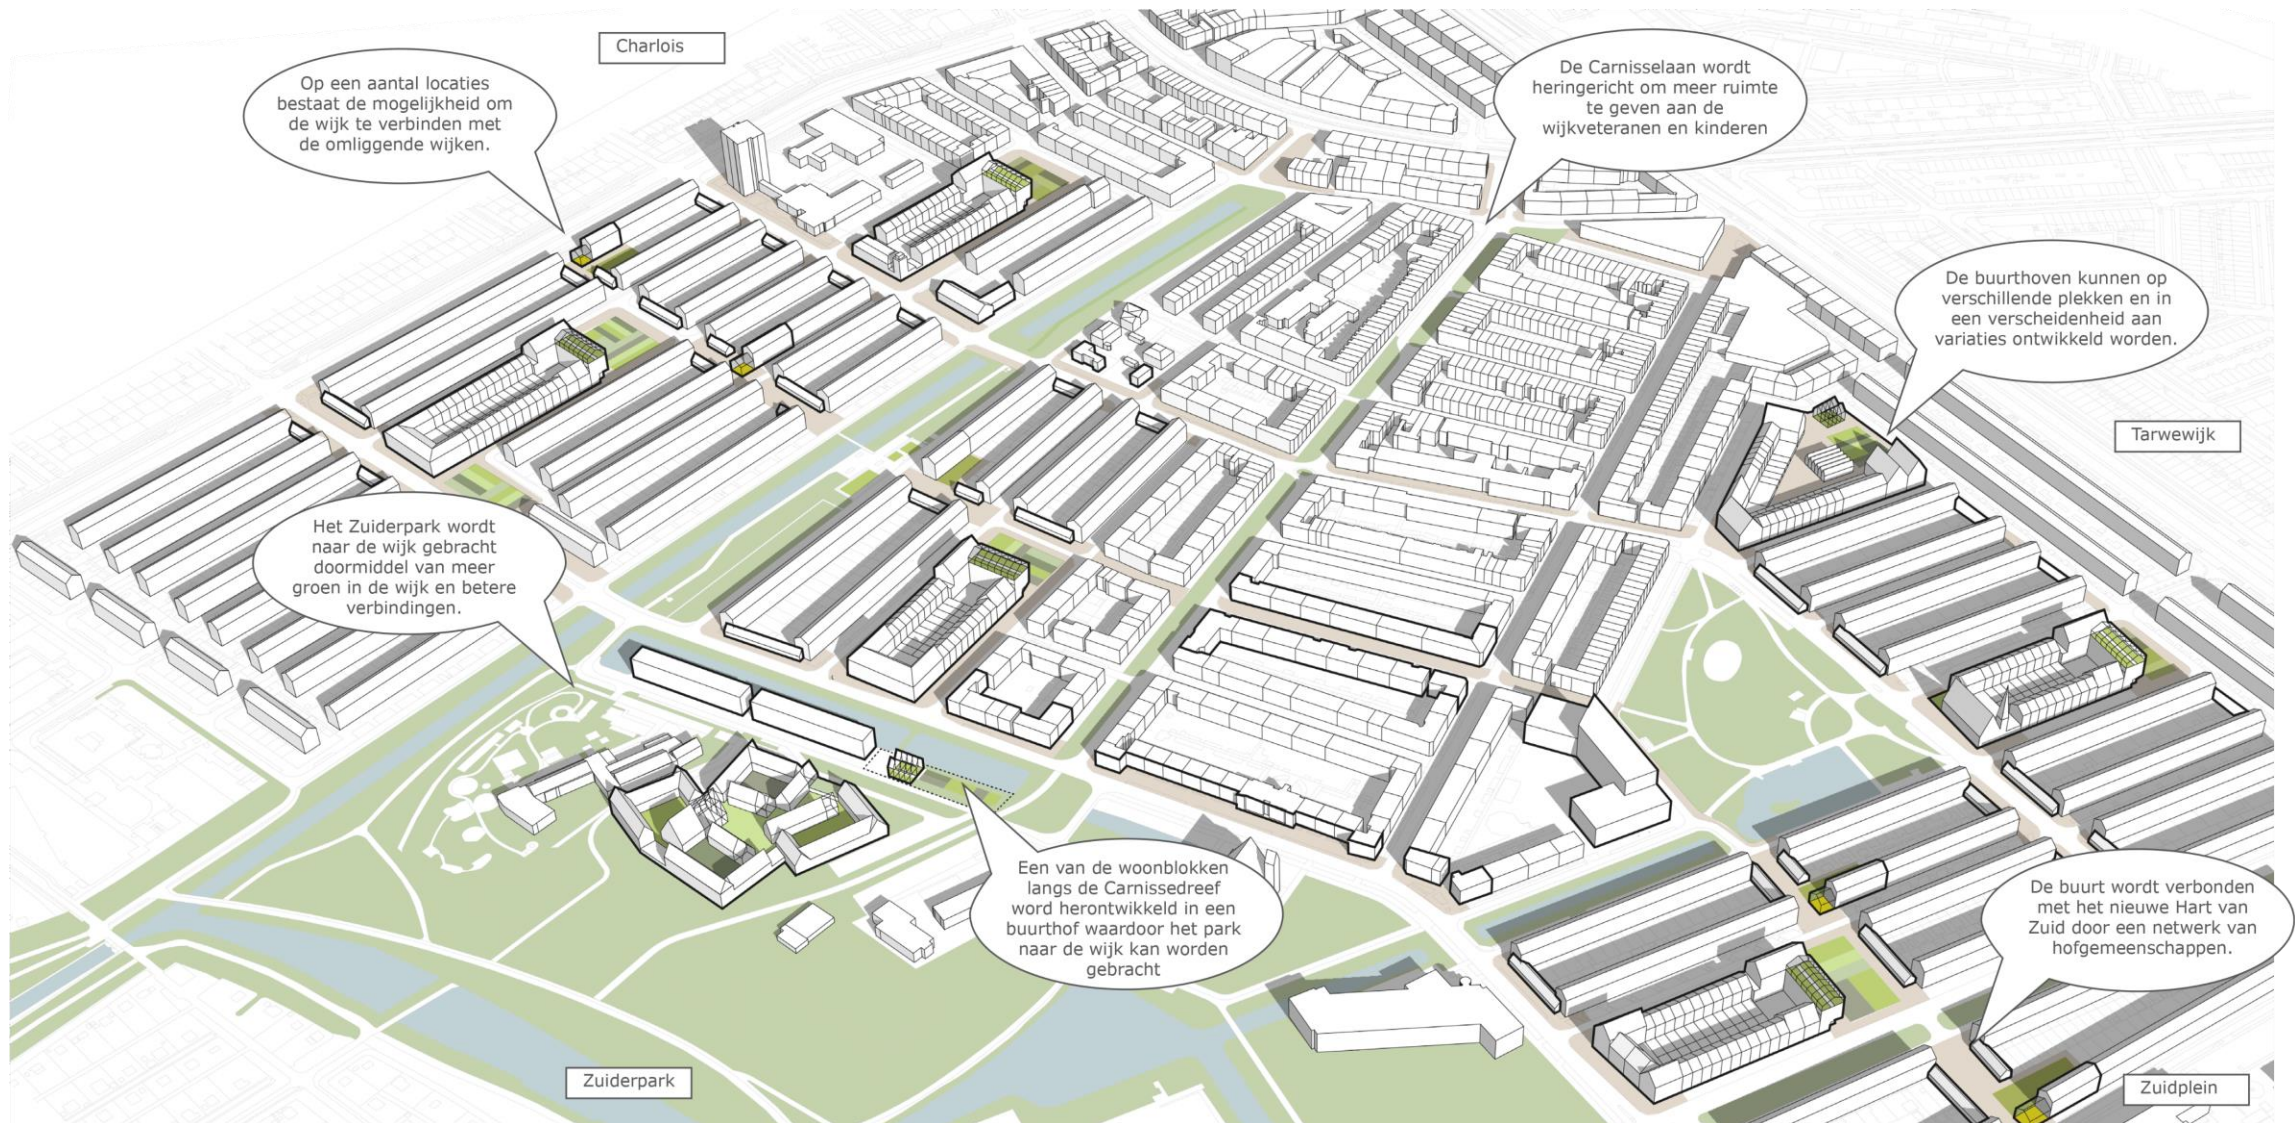 Charlois
Op een aantal locaties
bestaat de mogelijkheid om
de wijk te verbinden met
de omliggende wijken.
De Carnisselaan wordt
heringericht om meer ruimte
te geven aan de
wijkveteranen en kinderen
De buurthoven kunnen op
verschillende plekken en in
een verscheidenheid aan
variaties ontwikkeld worden.
Tarwewijk
Het Zuiderpark wordt
naar de wijk gebracht
doormiddel van meer
groen in de wijk en betere
verbindingen.
Een van de woonblokken
langs de Carnissedreef
word herontwikkeld in een
buurthof waardoor het park
naar de wijk kan worden
gebracht
De buurt wordt verbonden
met het nieuwe Hart van
Zuid door een netwerk van
hofgemeenschappen.
Zuiderpark
Zuidplein